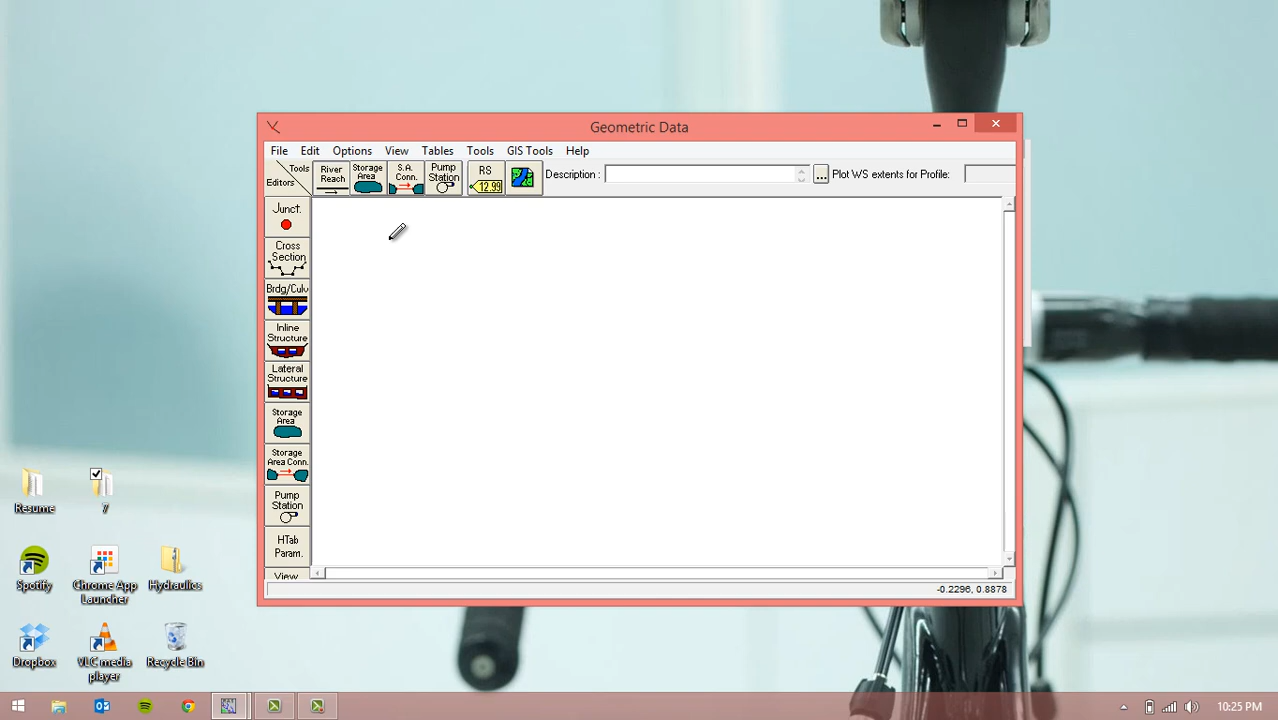 Geometric Data
File Edit Options View Tables Tools GIS Tools Help
Tools
Editors
River
Reach
Storage
Area
S.A.
Conn.
Pump
Station
RS
12.99
Description :
...
Plot WS extents for Profile:
Junct.
Cross
Section
Brdg/Culv
Inline
Structure
Lateral
Structure
Storage
Area
Storage
Area Conn.
Pump
Station
HTab
Param.
View
-0.2296, 0.8878
Resume
7
Spotify
Chrome App
Launcher
Hydraulics
Dropbox
VLC media
player
Recycle Bin
10:25 PM